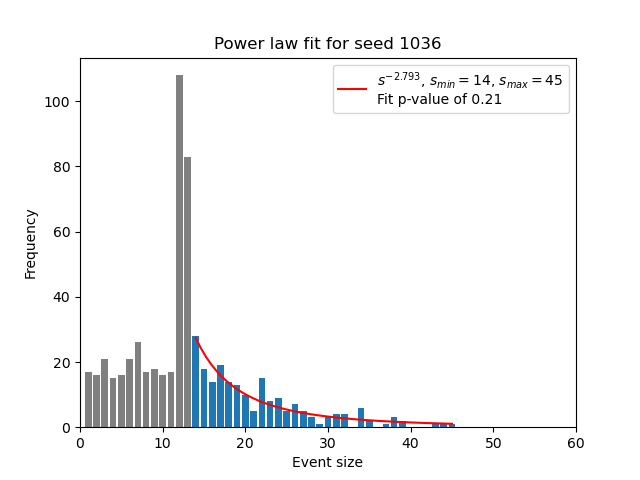 Power law fit for seed 1036
s^{-2.793}, s_{min} = 14, s_{max} = 45
Fit p-value of 0.21
Frequency
100
80
60
40
20
0
0 10 20 30 40 50 60
Event size